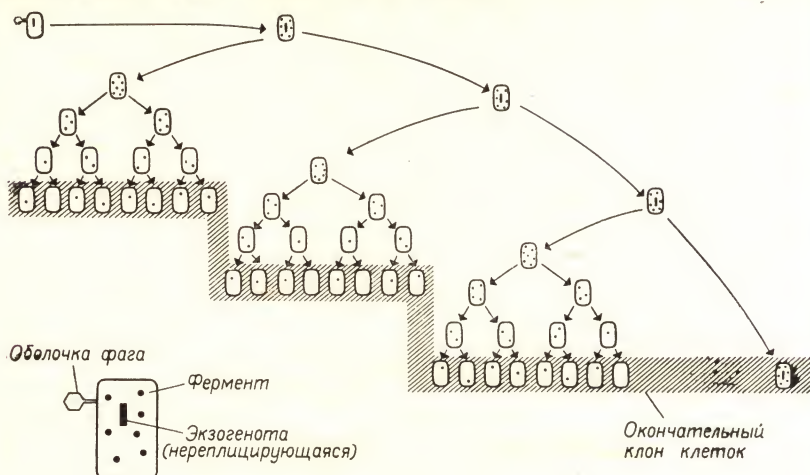 Оболочка фага
Фермент
Экзогенота
(нереплицирующаяся)
Окончательный
клон клеток